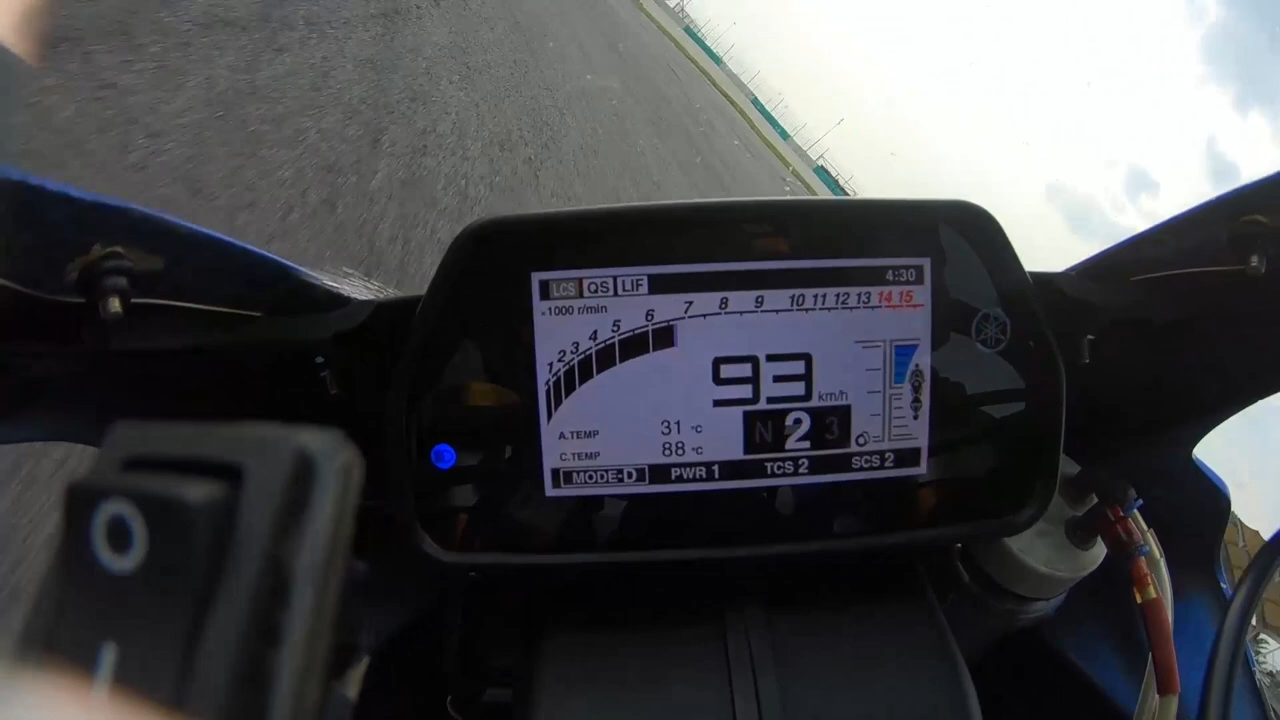 LCS QS LIF 4:30
×1000 r/min
1 2 3 4 5 6 7 8 9 10 11 12 13 14 15
93 km/h
N 2 3
A.TEMP 31 °C
C.TEMP 88 °C
MODE-D PWR 1 TCS 2 SCS 2
O
I